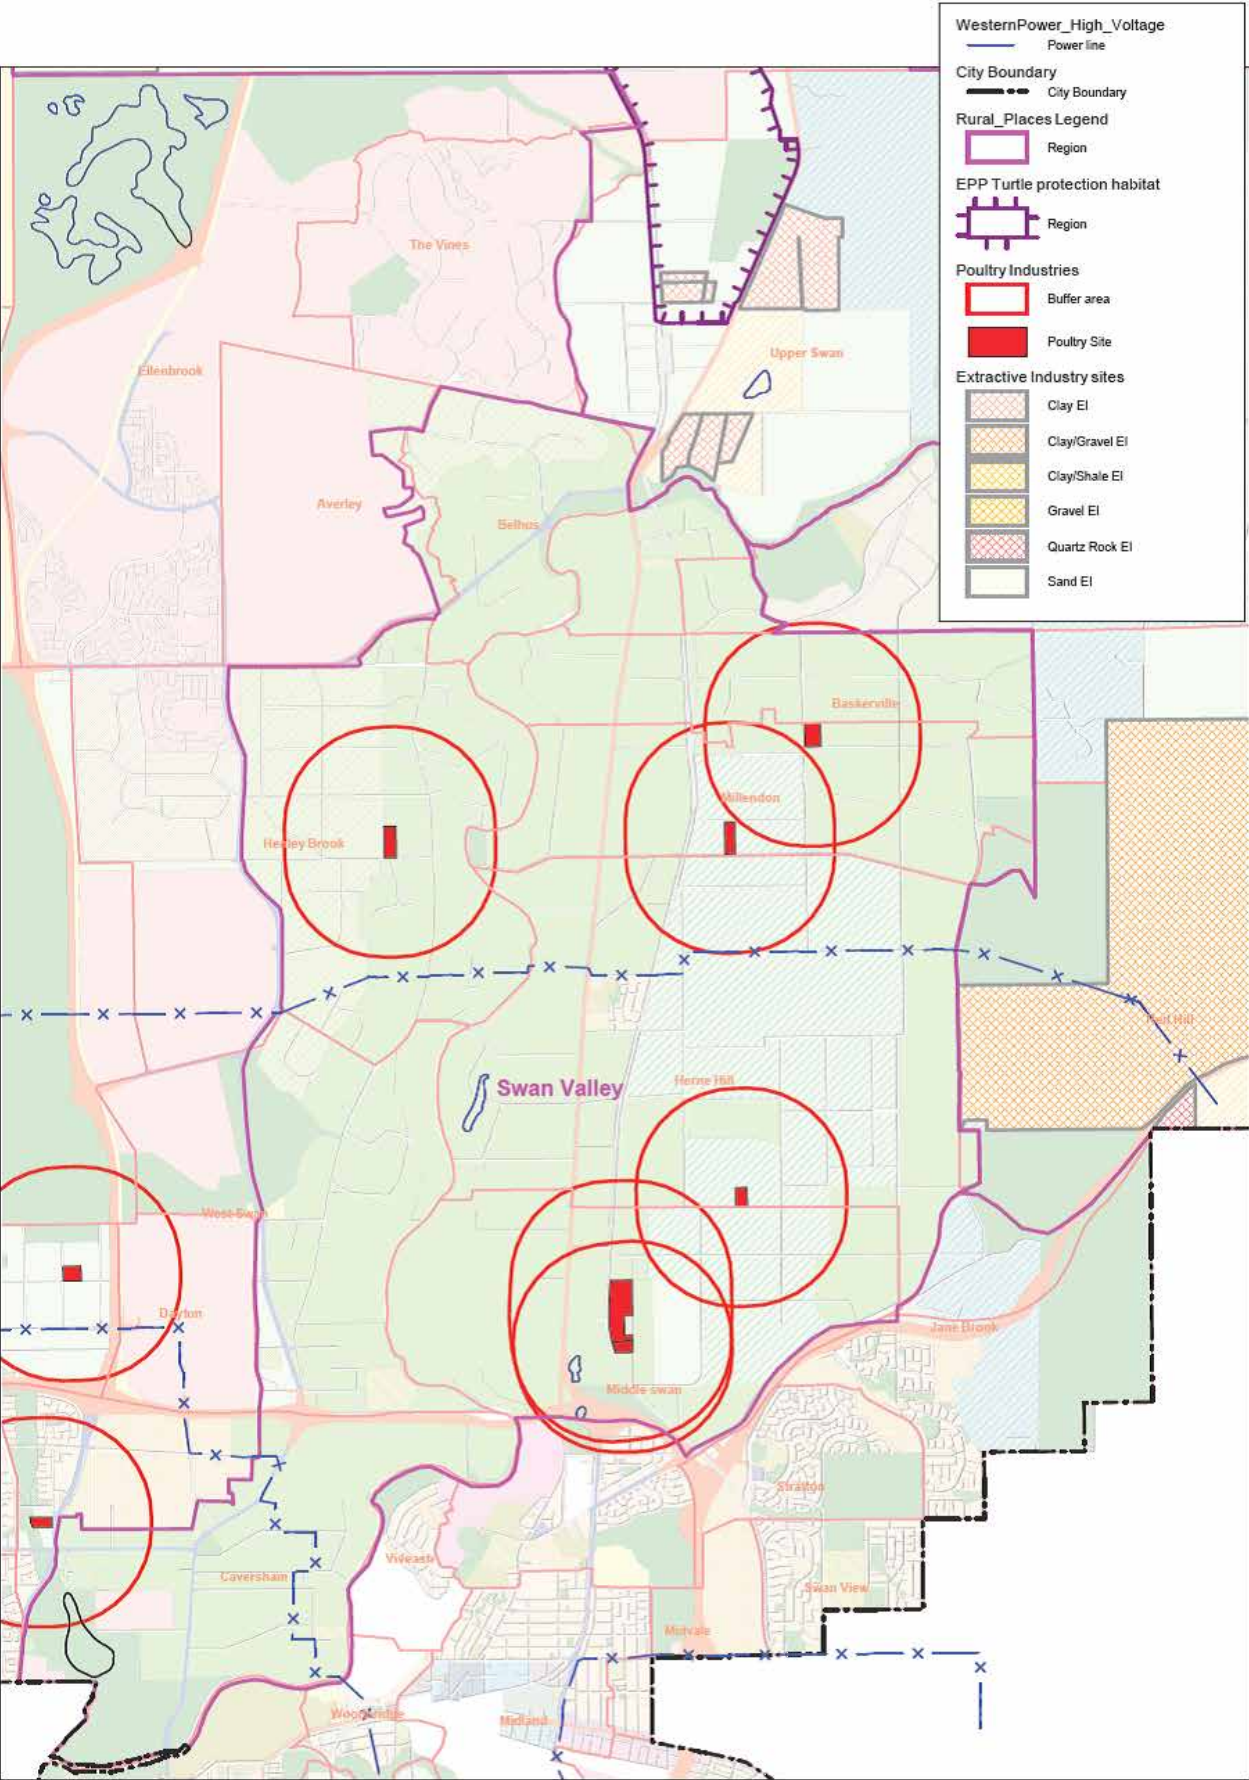 WesternPower_High_Voltage
Power line
City Boundary
City Boundary
Rural_Places Legend
Region
EPP Turtle protection habitat
Region
Poultry Industries
Buffer area
Poultry Site
Extractive Industry sites
Clay EI
Clay/Gravel EI
Clay/Shale EI
Gravel EI
Quartz Rock EI
Sand EI
The Vines
Upper Swan
Ellenbrook
Averley
Belhus
Baskerville
Millendon
Henley Brook
Red Hill
Herne Hill
Swan Valley
West Swan
Dayton
Jane Brook
Middle swan
Stratton
Viveash
Caversham
Swan View
Midvale
Woodbridge
Midland